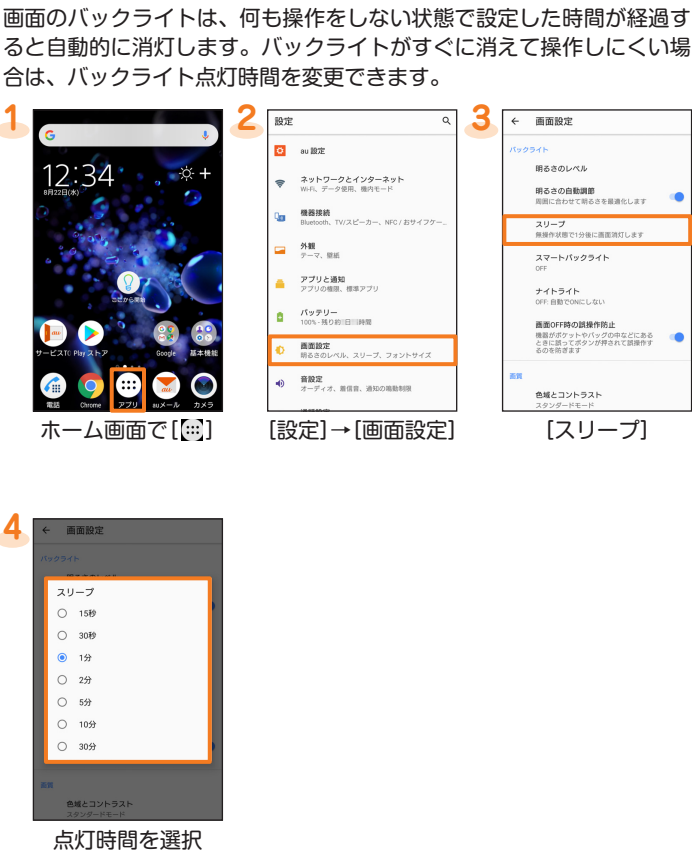 画面のバックライトは、何も操作をしない状態で設定した時間が経過す
ると自動的に消灯します。バックライトがすぐに消えて操作しにくい場
合は、バックライト点灯時間を変更できます。
1
G
12:34
8月22日(水)
ここから開始
サービスTO Play ストア
Google
基本機能
電話
Chrome
アプリ
auメール
カメラ
ホーム画面で[ ]
2
設定
au 設定
ネットワークとインターネット
Wi-Fi、データ使用、機内モード
機器接続
Bluetooth、TV/スピーカー、NFC / おサイフケー...
外観
テーマ、壁紙
アプリと通知
アプリの権限、標準アプリ
バッテリー
100% - 残り約 日 時間
画面設定
明るさのレベル、スリープ、フォントサイズ
音設定
オーディオ、着信音、通知の鳴動制限
[設定]→[画面設定]
3
← 画面設定
バックライト
明るさのレベル
明るさの自動調節
周囲に合わせて明るさを最適化します
スリープ
無操作状態で1分後に画面消灯します
スマートバックライト
OFF
ナイトライト
OFF: 自動でONにしない
画面OFF時の誤操作防止
機器がポケットやバッグの中などにある
ときに誤ってボタンが押されて誤操作す
るのを防ぎます
画質
色域とコントラスト
スタンダードモード
[スリープ]
4
← 画面設定
バックライト
スリープ
15秒
30秒
1分
2分
5分
10分
30分
画質
色域とコントラスト
スタンダードモード
点灯時間を選択